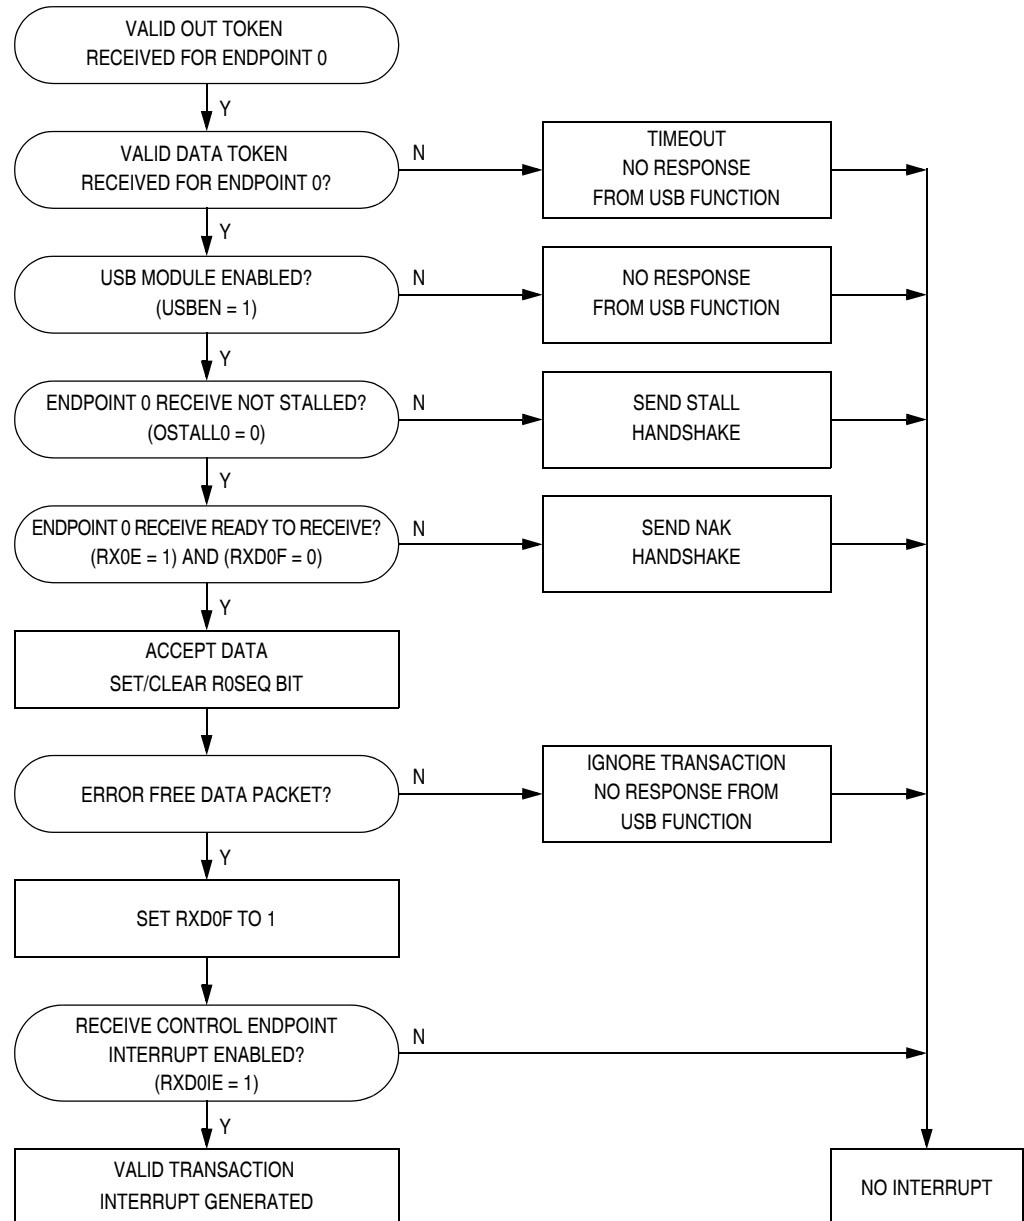 VALID OUT TOKEN
RECEIVED FOR ENDPOINT 0
Y
VALID DATA TOKEN
RECEIVED FOR ENDPOINT 0?
N
TIMEOUT
NO RESPONSE
FROM USB FUNCTION
Y
USB MODULE ENABLED?
(USBEN = 1)
N
NO RESPONSE
FROM USB FUNCTION
Y
ENDPOINT 0 RECEIVE NOT STALLED?
(OSTALL0 = 0)
N
SEND STALL
HANDSHAKE
Y
ENDPOINT 0 RECEIVE READY TO RECEIVE?
(RX0E = 1) AND (RXD0F = 0)
N
SEND NAK
HANDSHAKE
Y
ACCEPT DATA
SET/CLEAR R0SEQ BIT
ERROR FREE DATA PACKET?
N
IGNORE TRANSACTION
NO RESPONSE FROM
USB FUNCTION
Y
SET RXD0F TO 1
RECEIVE CONTROL ENDPOINT
INTERRUPT ENABLED?
(RXD0IE = 1)
N
Y
VALID TRANSACTION
INTERRUPT GENERATED
NO INTERRUPT